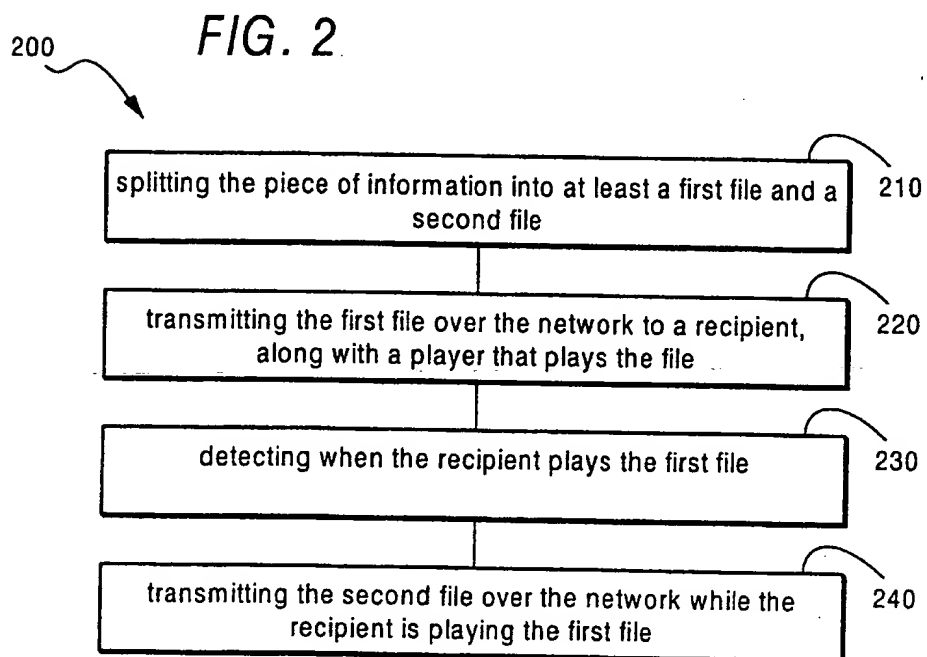 FIG. 2
200
splitting the piece of information into at least a first file and a
second file
210
transmitting the first file over the network to a recipient,
along with a player that plays the file
220
detecting when the recipient plays the first file
230
transmitting the second file over the network while the
recipient is playing the first file
240